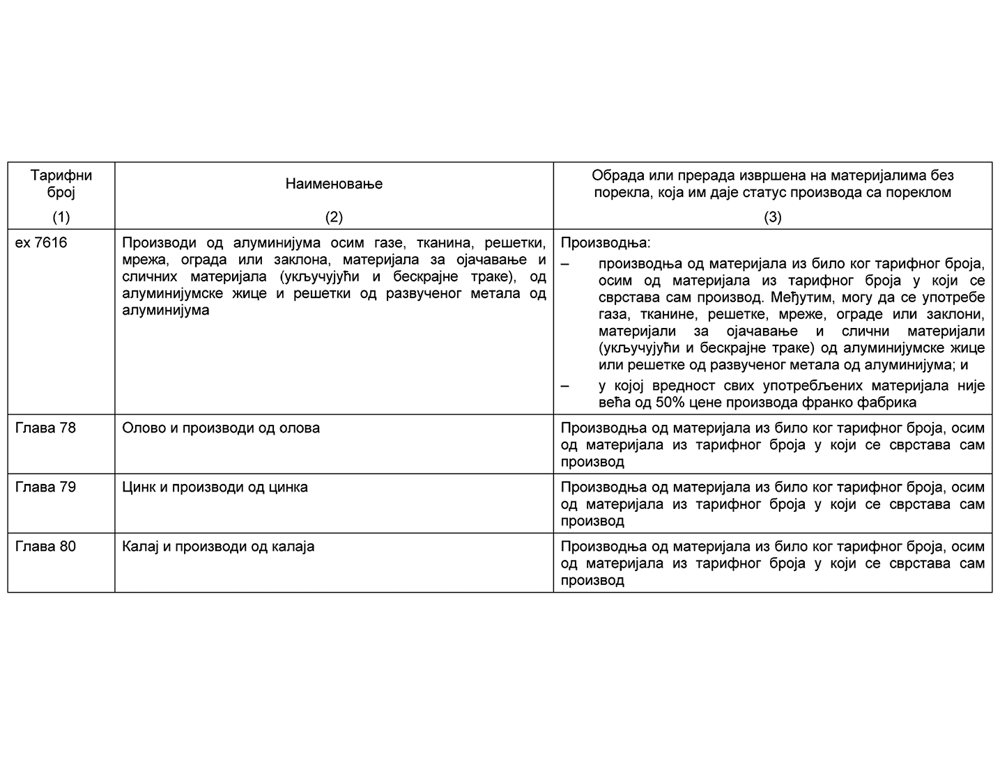 Тарифни
број
(1)
Наименовање
(2)
Обрада или прерада извршена на материјалима без
порекла, која им даје статус производа са пореклом
(3)
ex 7616
Производи од алуминијума осим газе, тканина, решетки,
мрежа, ограда или заклона, материјала за ојачавање и
сличних материјала (укључујући и бескрајне траке), од
алуминијумске жице и решетки од развученог метала од
алуминијума
Производња:
– производња од материјала из било ког тарифног броја,
осим од материјала из тарифног броја у који се
сврстава сам производ. Међутим, могу да се употребе
газа, тканине, решетке, мреже, ограде или заклони,
материјали за ојачавање и слични материјали
(укључујући и бескрајне траке) од алуминијумске жице
или решетке од развученог метала од алуминијума; и
– у којој вредност свих употребљених материјала није
већа од 50% цене производа франко фабрика
Глава 78
Олово и производи од олова
Производња од материјала из било ког тарифног броја, осим
од материјала из тарифног броја у који се сврстава сам
производ
Глава 79
Цинк и производи од цинка
Производња од материјала из било ког тарифног броја, осим
од материјала из тарифног броја у који се сврстава сам
производ
Глава 80
Калај и производи од калаја
Производња од материјала из било ког тарифног броја, осим
од материјала из тарифног броја у који се сврстава сам
производ